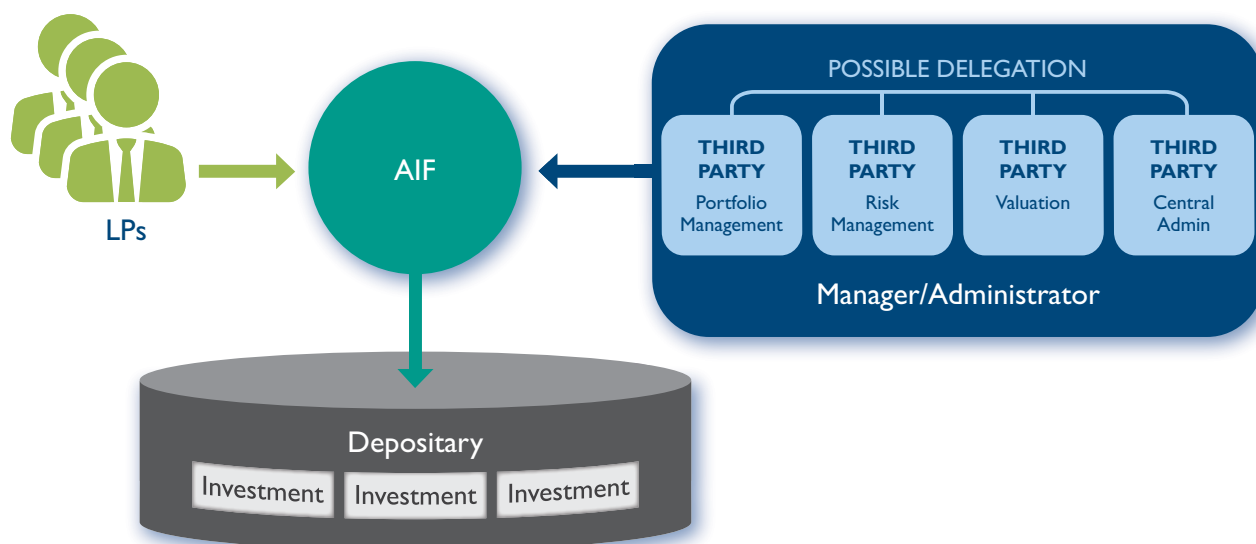 LPs
AIF
POSSIBLE DELEGATION
THIRD
PARTY
Portfolio
Management
THIRD
PARTY
Risk
Management
THIRD
PARTY
Valuation
THIRD
PARTY
Central
Admin
Manager/Administrator
Depositary
Investment
Investment
Investment